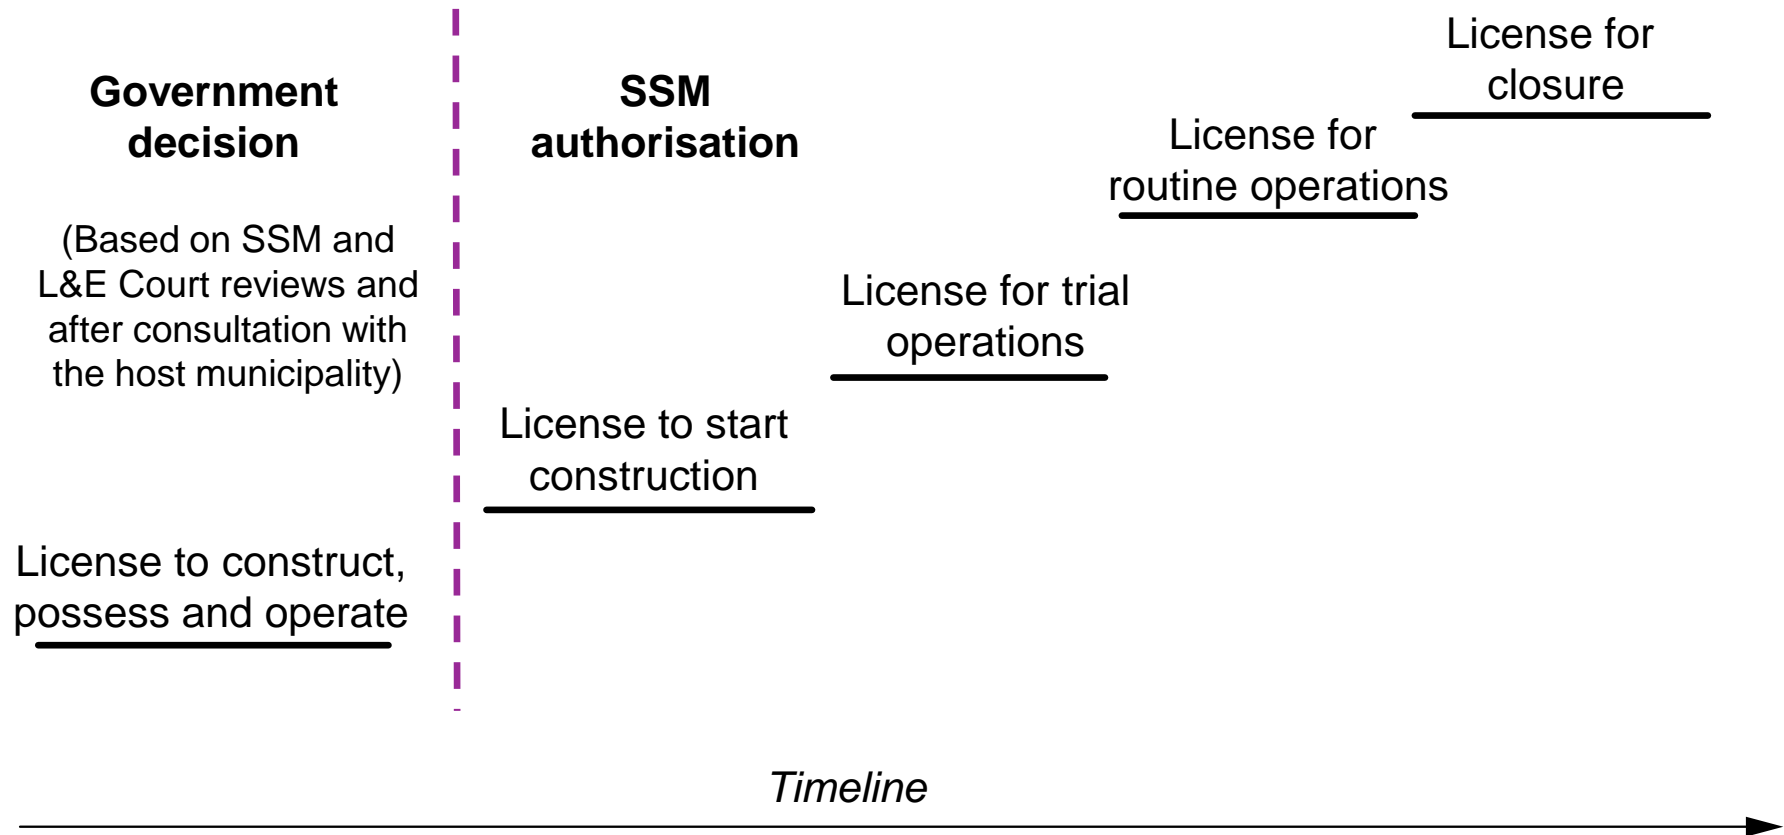 Government
decision
(Based on SSM and
L&E Court reviews and
after consultation with
the host municipality)
License to construct,
possess and operate
SSM
authorisation
License to start
construction
License for trial
operations
License for
routine operations
License for
closure
Timeline